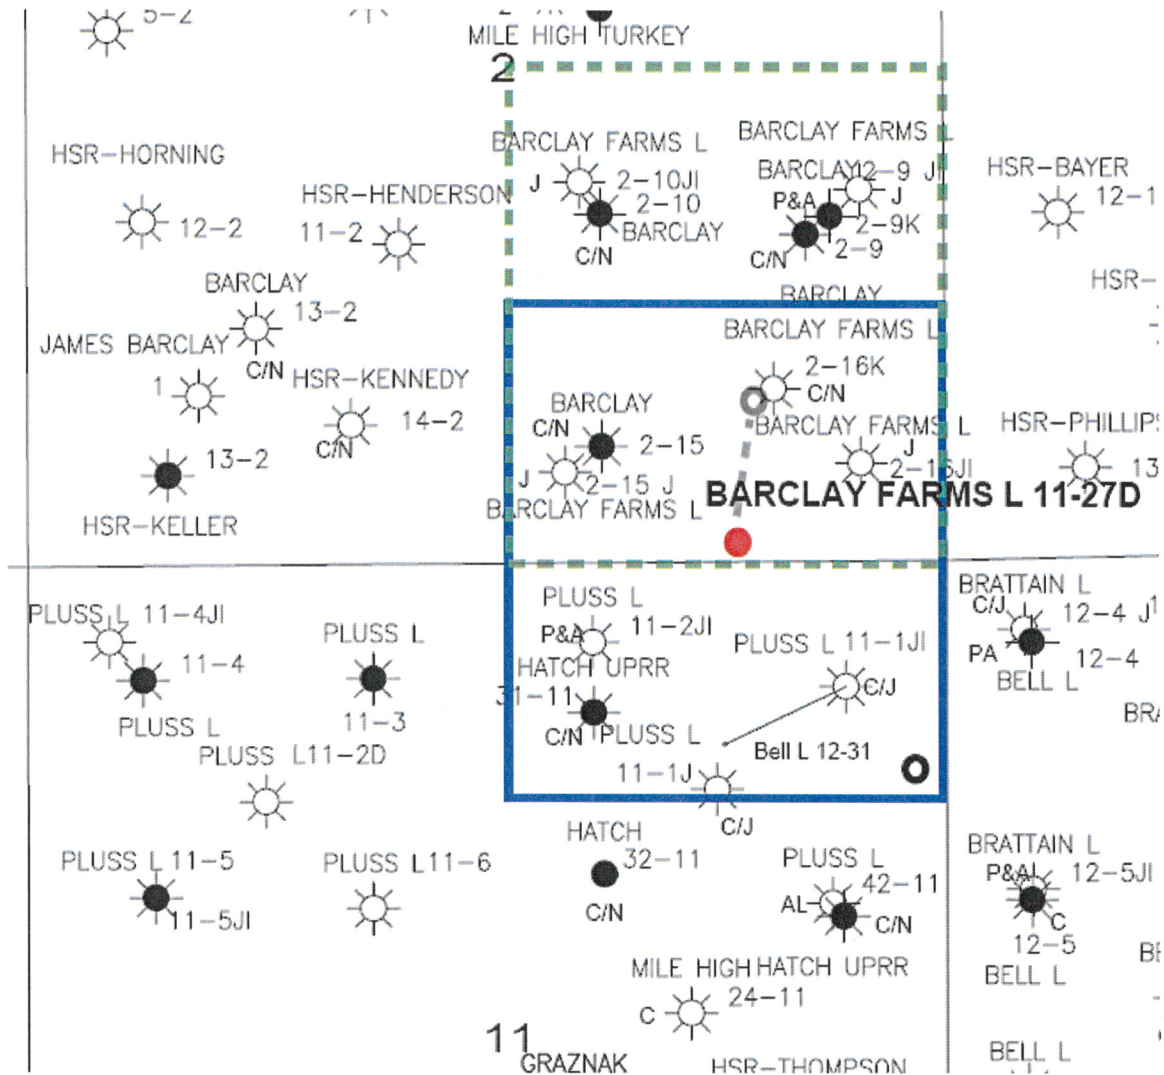 5-2
MILE HIGH TURKEY
2
BARCLAY FARMS L
BARCLAY FARMS L
HSR-HORNING
BARCLAY
2-9 JI
HSR-BAYER
J
2-10JI
J
HSR-HENDERSON
2-10
P&A
12-1
12-2
11-2
BARCLAY
2-9K
C/N
2-9
C/N
BARCLAY
HSR-
BARCLAY
13-2
BARCLAY FARMS L
JAMES BARCLAY
C/N
HSR-KENNEDY
2-16K
1
C/N
BARCLAY
14-2
C/N
C/N
BARCLAY FARMS L
HSR-PHILLIPS
13-2
2-15
J
J
2-15 J
2-16JI
13
BARCLAY FARMS L
BARCLAY FARMS L 11-27D
HSR-KELLER
PLUSS L 11-4JI
PLUSS L
BRATTAIN L
C/J
12-4 J
PLUSS L
P&A
11-2JI
PLUSS L 11-1JI
11-4
HATCH UPRR
PA
12-4
31-11
C/J
BELL L
PLUSS L
11-3
C/N
PLUSS L
BRA
PLUSS L11-2D
Bell L 12-31
11-1J
C/J
HATCH
BRATTAIN L
PLUSS L 11-5
PLUSS L11-6
32-11
PLUSS L
P&A
12-5JI
42-11
AL
11-5JI
C/N
C/N
C
12-5
MILE HIGH
HATCH UPRR
BELL L
24-11
C
11
GRAZNAK
HSR-THOMPSON
BELL L